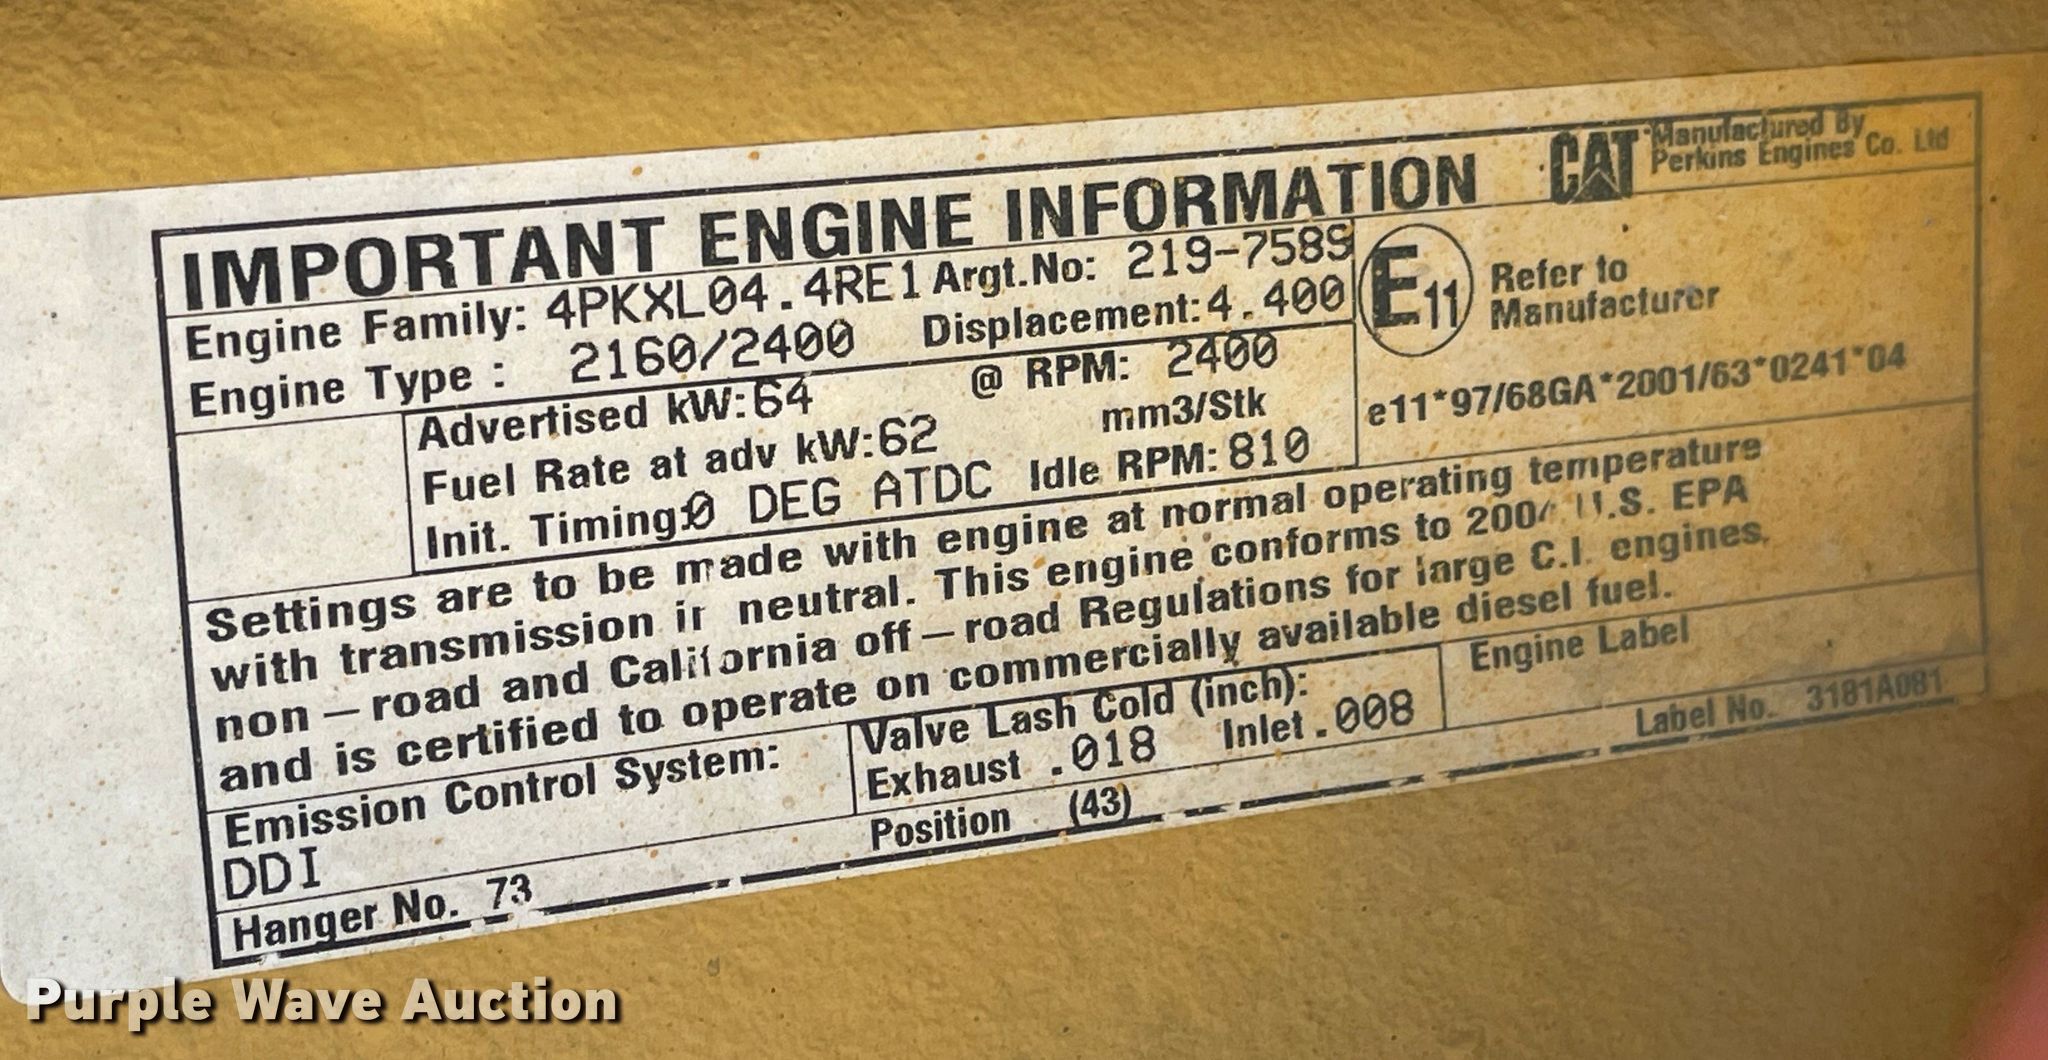 IMPORTANT ENGINE INFORMATION CAT Manufactured By
Perkins Engines Co. Ltd
Engine Family: 4PKXL04.4RE1 Argt.No: 219-7589
Engine Type : 2160/2400 Displacement:4.400
E11 Refer to
Manufacturer
Advertised kW:64 @ RPM: 2400
Fuel Rate at adv kW:62 mm3/Stk
Init. Timing:0 DEG ATDC Idle RPM: 810
e11*97/68GA*2001/63*0241*04
Settings are to be made with engine at normal operating temperature
with transmission in neutral. This engine conforms to 2004 U.S. EPA
non – road and California off – road Regulations for large C.I. engines,
and is certified to operate on commercially available diesel fuel.
Emission Control System:
DDI
Valve Lash Cold (inch):
Exhaust .018 Inlet .008
Engine Label
Hanger No. 73 Position (43) Label No. 3181A081
Purple Wave Auction